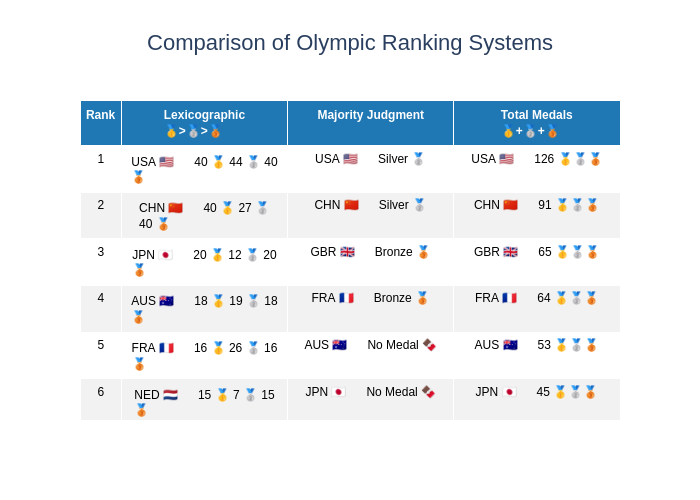 Comparison of Olympic Ranking Systems
Rank Lexicographic Majority Judgment Total Medals
🥇>🥈>🥉 🥇+🥈+🥉
1 USA 🇺🇸 40 🥇 44 🥈 40 USA 🇺🇸 Silver 🥈 USA 🇺🇸 126 🥇🥈🥉
🥉
2 CHN 🇨🇳 40 🥇 27 🥈 CHN 🇨🇳 Silver 🥈 CHN 🇨🇳 91 🥇🥈🥉
40 🥉
3 JPN 🇯🇵 20 🥇 12 🥈 20 GBR 🇬🇧 Bronze 🥉 GBR 🇬🇧 65 🥇🥈🥉
🥉
4 AUS 🇦🇺 18 🥇 19 🥈 18 FRA 🇫🇷 Bronze 🥉 FRA 🇫🇷 64 🥇🥈🥉
🥉
5 FRA 🇫🇷 16 🥇 26 🥈 16 AUS 🇦🇺 No Medal 🍫 AUS 🇦🇺 53 🥇🥈🥉
🥉
6 NED 🇳🇱 15 🥇 7 🥈 15 JPN 🇯🇵 No Medal 🍫 JPN 🇯🇵 45 🥇🥈🥉
🥉